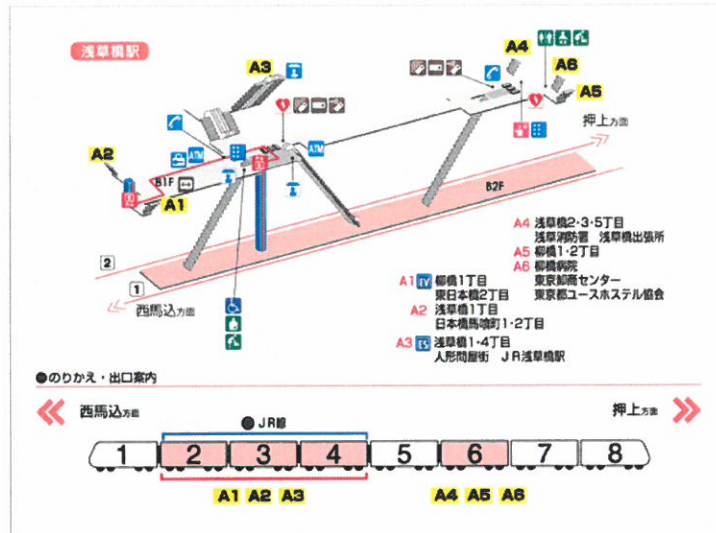 浅草橋駅
A3
A4
A6
A5
押上方面
A2
ATM
ATM
B1F
A1
B2F
2
1
西馬込方面
A4 浅草橋2・3・5丁目
浅草消防署 浅草橋出張所
A5 柳橋1・2丁目
A6 柳橋病院
東京卸商センター
東京都ユースホステル協会
A1 EV 柳橋1丁目
東日本橋2丁目
A2 浅草橋1丁目
日本橋馬喰町1・2丁目
A3 ES 浅草橋1・4丁目
人形問屋街 JR浅草橋駅
●のりかえ・出口案内
西馬込方面
押上方面
●JR線
1 2 3 4 5 6 7 8
A1 A2 A3
A4 A5 A6